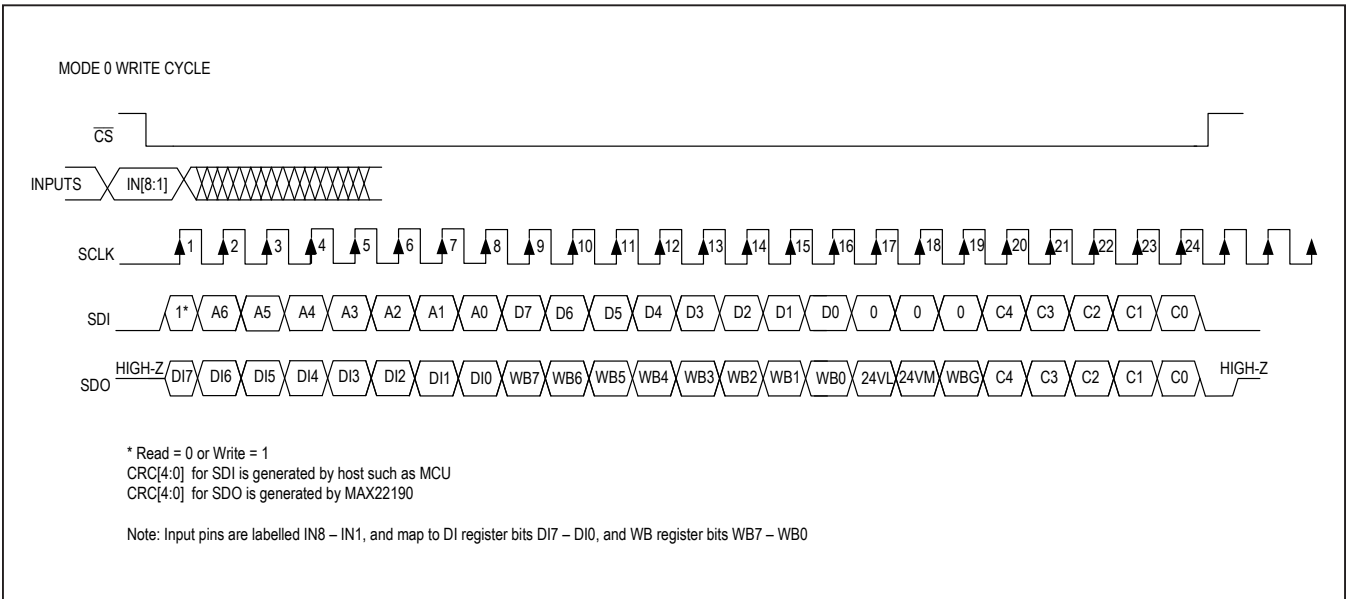 MODE 0 WRITE CYCLE
CS
INPUTS IN[8:1]
SCLK 1 2 3 4 5 6 7 8 9 10 11 12 13 14 15 16 17 18 19 20 21 22 23 24
SDI 1* A6 A5 A4 A3 A2 A1 A0 D7 D6 D5 D4 D3 D2 D1 D0 0 0 0 C4 C3 C2 C1 C0
SDO HIGH-Z DI7 DI6 DI5 DI4 DI3 DI2 DI1 DI0 WB7 WB6 WB5 WB4 WB3 WB2 WB1 WB0 24VL 24VM WBG C4 C3 C2 C1 C0 HIGH-Z
* Read = 0 or Write = 1
CRC[4:0] for SDI is generated by host such as MCU
CRC[4:0] for SDO is generated by MAX22190
Note: Input pins are labelled IN8 – IN1, and map to DI register bits DI7 – DI0, and WB register bits WB7 – WB0